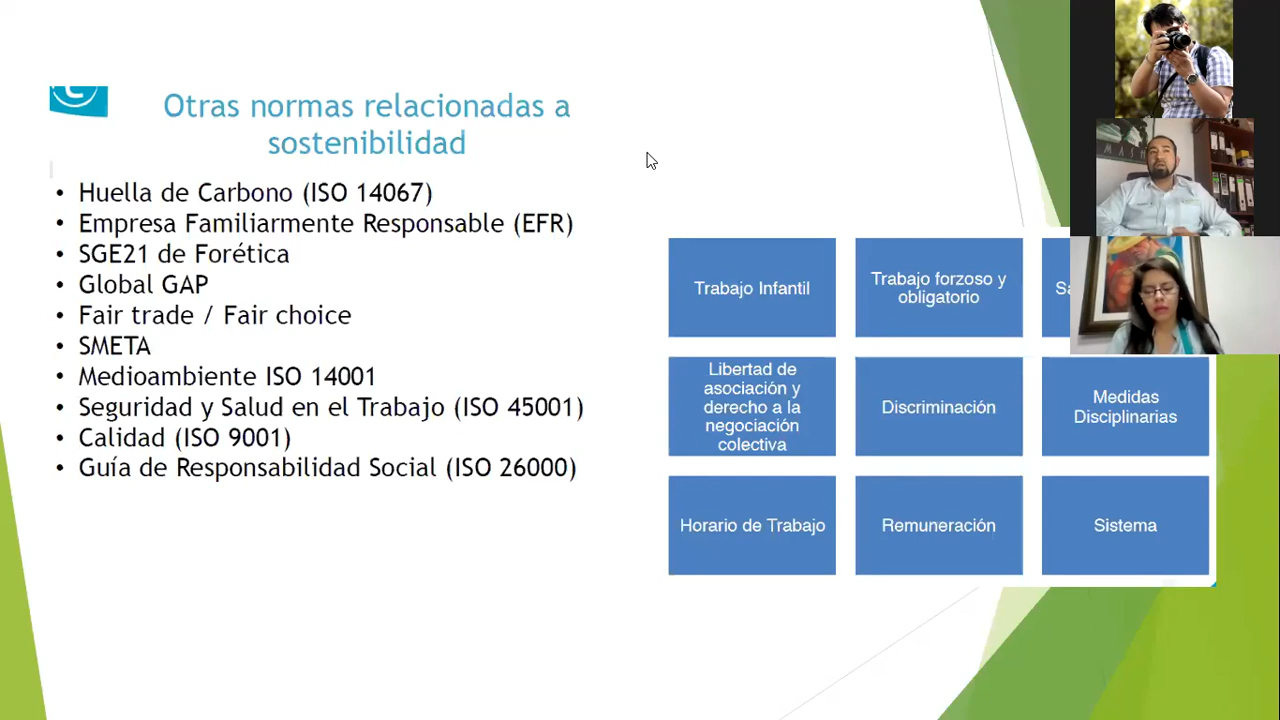 Otras normas relacionadas a
sostenibilidad
• Huella de Carbono (ISO 14067)
• Empresa Familiarmente Responsable (EFR)
• SGE21 de Forética
• Global GAP
• Fair trade / Fair choice
• SMETA
• Medioambiente ISO 14001
• Seguridad y Salud en el Trabajo (ISO 45001)
• Calidad (ISO 9001)
• Guía de Responsabilidad Social (ISO 26000)
Trabajo Infantil
Trabajo forzoso y
obligatorio
Libertad de
asociación y
derecho a la
negociación
colectiva
Discriminación
Medidas
Disciplinarias
Horario de Trabajo
Remuneración
Sistema